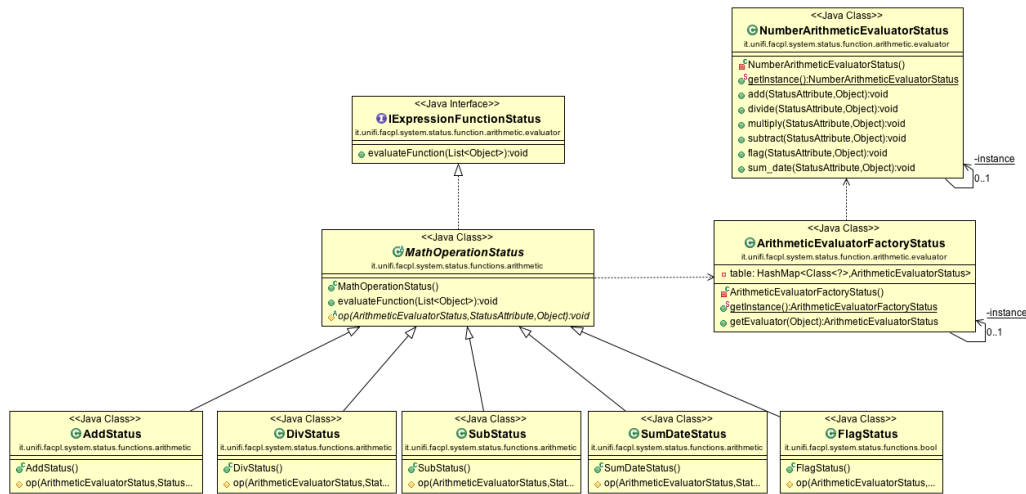 <<Java Class>>
NumberArithmeticEvaluatorStatus
it.unifi.facpl.system.status.function.arithmetic.evaluator
NumberArithmeticEvaluatorStatus()
getInstance():NumberArithmeticEvaluatorStatus
add(StatusAttribute,Object):void
divide(StatusAttribute,Object):void
multiply(StatusAttribute,Object):void
subtract(StatusAttribute,Object):void
flag(StatusAttribute,Object):void
sum_date(StatusAttribute,Object):void
-instance
0..1
<<Java Interface>>
IExpressionFunctionStatus
it.unifi.facpl.system.status.function.arithmetic.evaluator
evaluateFunction(List<Object>):void
<<Java Class>>
MathOperationStatus
it.unifi.facpl.system.status.functions.arithmetic
MathOperationStatus()
evaluateFunction(List<Object>):void
op(ArithmeticEvaluatorStatus,StatusAttribute,Object):void
<<Java Class>>
ArithmeticEvaluatorFactoryStatus
it.unifi.facpl.system.status.function.arithmetic.evaluator
table: HashMap<Class<?>,ArithmeticEvaluatorStatus>
ArithmeticEvaluatorFactoryStatus()
getInstance():ArithmeticEvaluatorFactoryStatus
getEvaluator(Object):ArithmeticEvaluatorStatus
-instance
0..1
<<Java Class>>
AddStatus
it.unifi.facpl.system.status.functions.arithmetic
AddStatus()
op(ArithmeticEvaluatorStatus,Status...
<<Java Class>>
DivStatus
it.unifi.facpl.system.status.functions.arithmetic
DivStatus()
op(ArithmeticEvaluatorStatus,Stat...
<<Java Class>>
SubStatus
it.unifi.facpl.system.status.functions.arithmetic
SubStatus()
op(ArithmeticEvaluatorStatus,Stat...
<<Java Class>>
SumDateStatus
it.unifi.facpl.system.status.functions.arithmetic
SumDateStatus()
op(ArithmeticEvaluatorStatus,Stat...
<<Java Class>>
FlagStatus
it.unifi.facpl.system.status.functions.bool
FlagStatus()
op(ArithmeticEvaluatorStatus,...